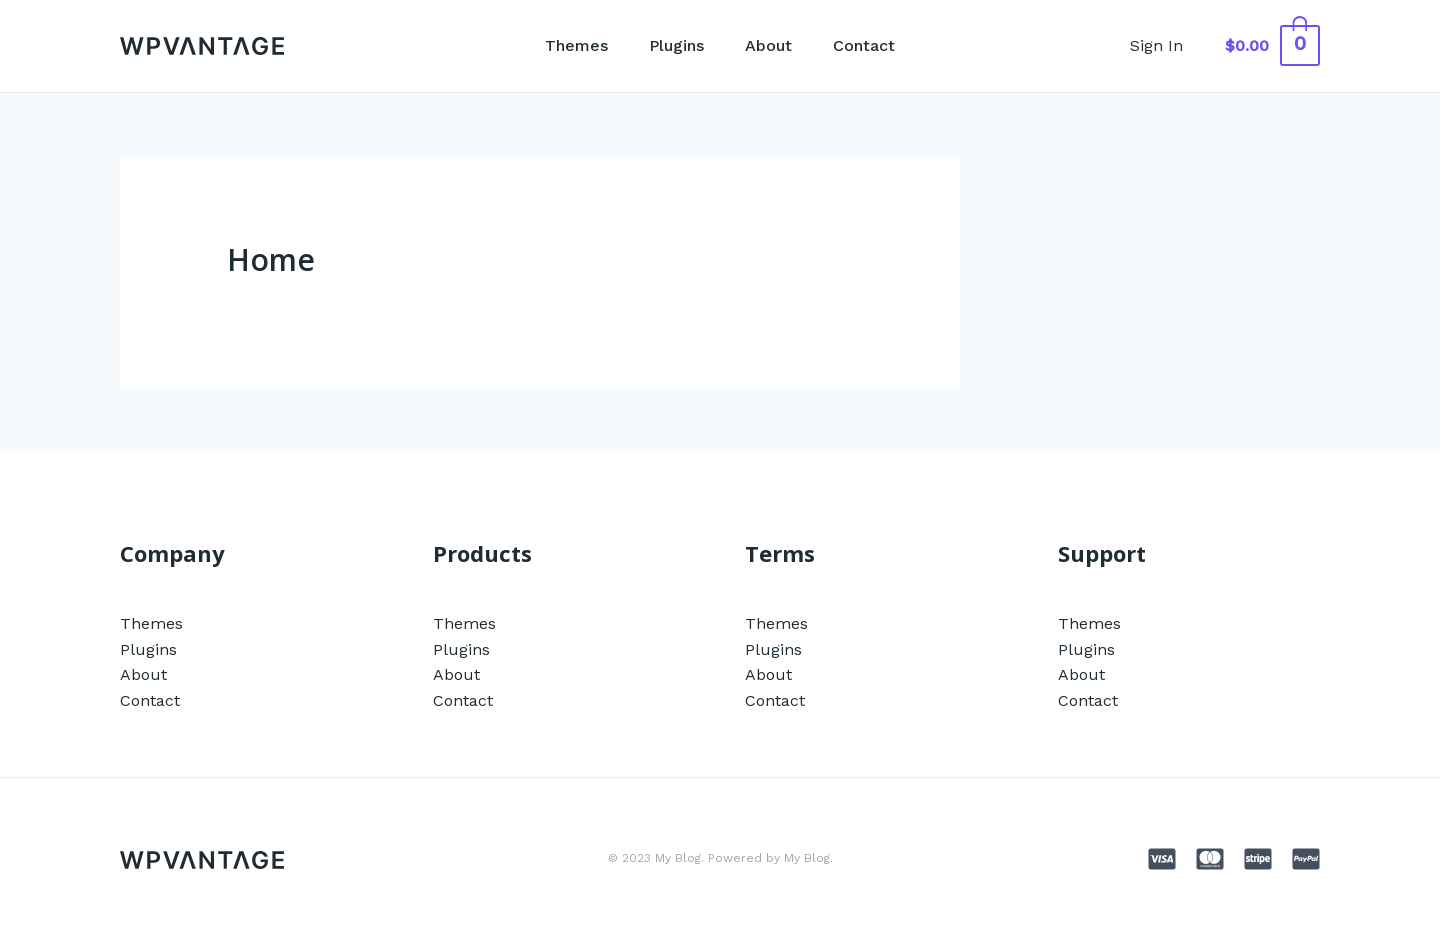 WPVANTAGE
Themes Plugins About Contact
Sign In $0.00 0
Home
Company Products Terms Support
Themes Themes Themes Themes
Plugins Plugins Plugins Plugins
About About About About
Contact Contact Contact Contact
WPVANTAGE
© 2023 My Blog. Powered by My Blog.
VISA stripe PayPal